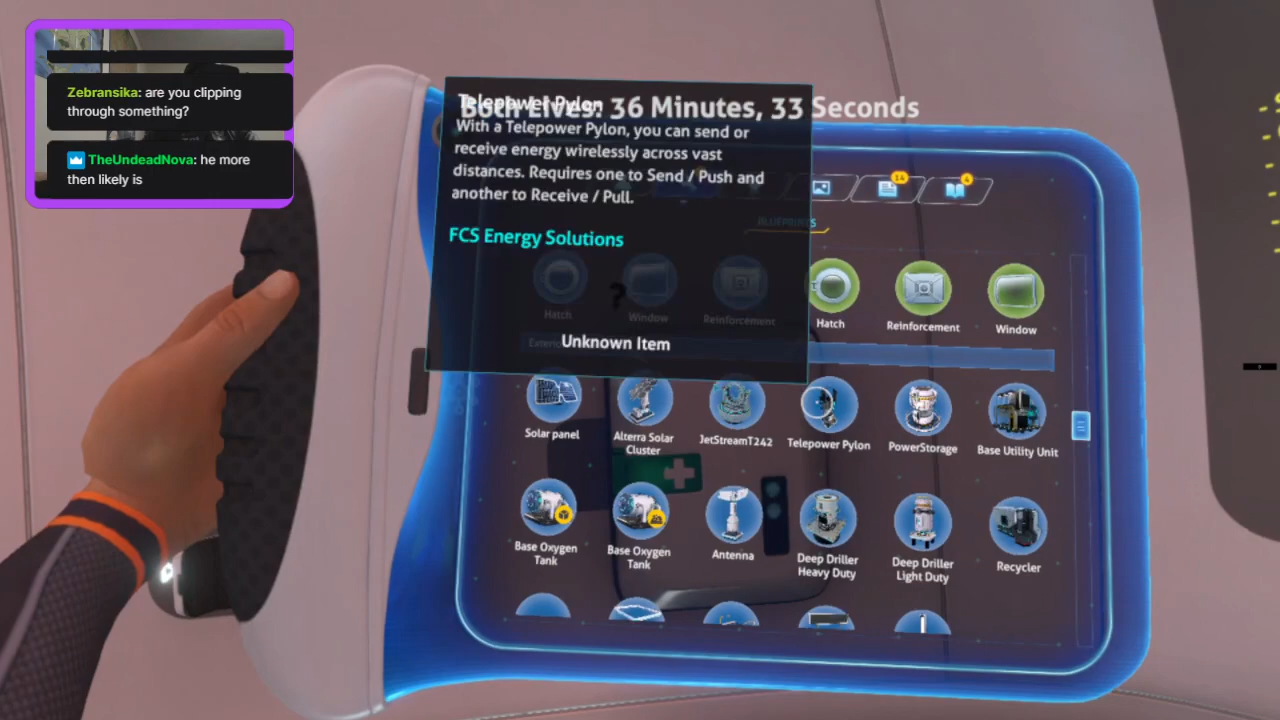 Zebransika: are you clipping
through something?
TheUndeadNova: he more
then likely is
Both Lives: 36 Minutes, 33 Seconds
Telepower Pylon
With a Telepower Pylon, you can send or
receive energy wirelessly across vast
distances. Requires one to Send / Push and
another to Receive / Pull.
FCS Energy Solutions
?
Unknown Item
14
4
BLUEPRINTS
Hatch
Window
Reinforcement
Hatch
Reinforcement
Window
Solar panel
Alterra Solar
Cluster
JetStreamT242
Telepower Pylon
PowerStorage
Base Utility Unit
Base Oxygen
Tank
Base Oxygen
Tank
Antenna
Deep Driller
Heavy Duty
Deep Driller
Light Duty
Recycler